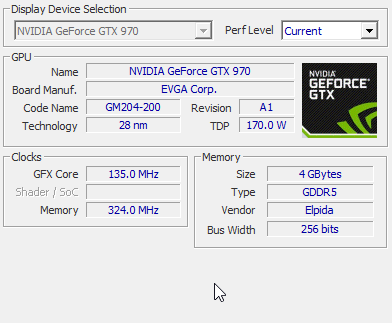 Display Device Selection
NVIDIA GeForce GTX 970 Perf Level Current
GPU
Name NVIDIA GeForce GTX 970
Board Manuf. EVGA Corp.
Code Name GM204-200 Revision A1
Technology 28 nm TDP 170.0 W
NVIDIA
GEFORCE
GTX
Clocks
GFX Core 135.0 MHz
Shader / SoC
Memory 324.0 MHz
Memory
Size 4 GBytes
Type GDDR5
Vendor Elpida
Bus Width 256 bits